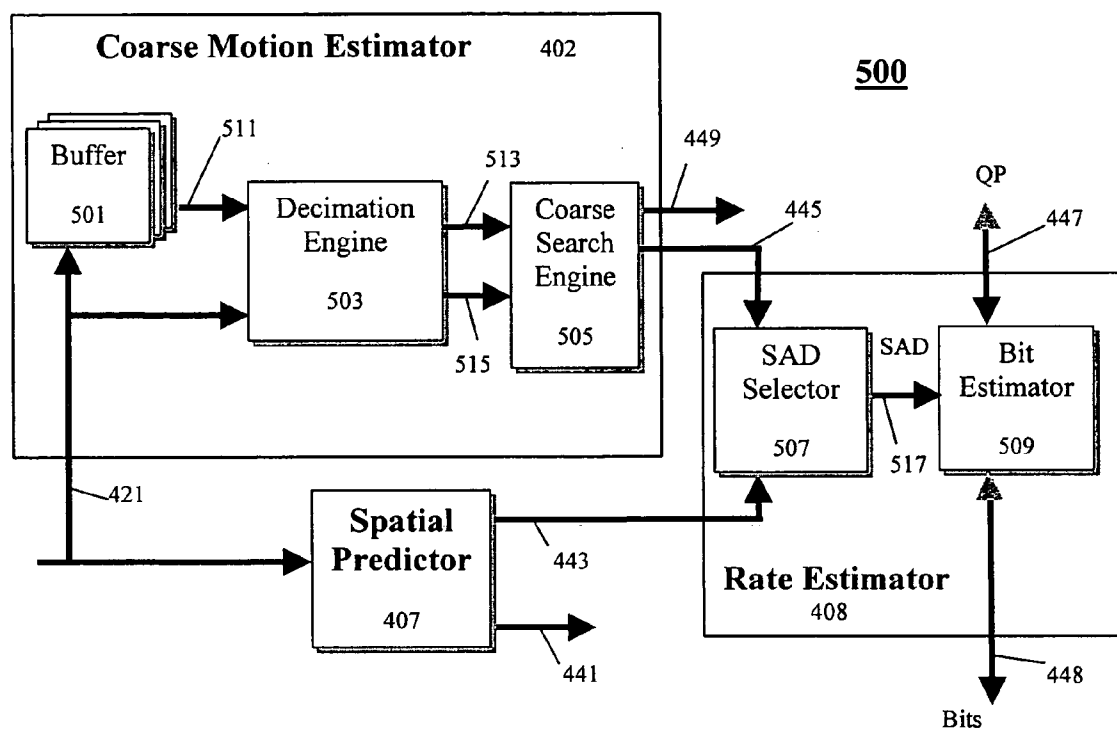 Coarse Motion Estimator 402
500
Buffer
501
511
Decimation
Engine
503
513
515
Coarse
Search
Engine
505
449
445
QP
447
SAD
Selector
507
SAD
517
Bit
Estimator
509
421
Spatial
Predictor
407
443
441
Rate Estimator
408
448
Bits